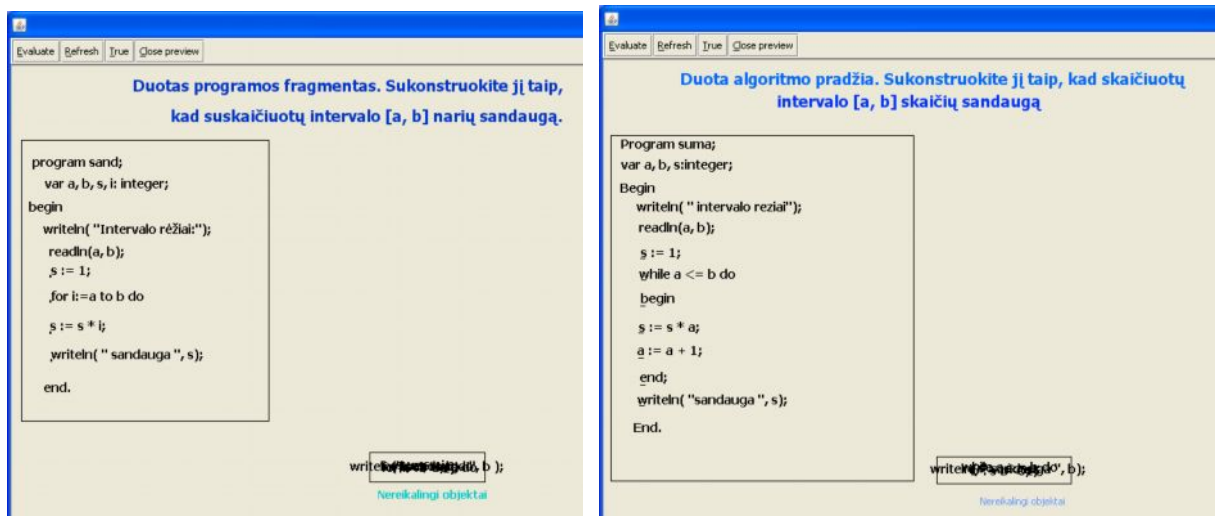 Evaluate Refresh True Close preview
Duotas programos fragmentas. Sukonstruokite jį taip,
kad suskaičiuotų intervalo [a, b] narių sandaugą.
program sand;
var a, b, s, i: integer;
begin
writeln( "Intervalo rėžiai:");
readln(a, b);
s := 1;
for i:=a to b do
s := s * i;
writeln( " sandauga ", s);
end.
b );
Nereikalingi objektai
Evaluate Refresh True Close preview
Duota algoritmo pradžia. Sukonstruokite jį taip, kad skaičiuotų
intervalo [a, b] skaičių sandaugą
Program suma;
var a, b, s:integer;
Begin
writeln( " intervalo reziai");
readln(a, b);
s := 1;
while a <= b do
begin
s := s * a;
a := a + 1;
end;
writeln( "sandauga ", s);
End.
", b);
Nereikalingi objektai